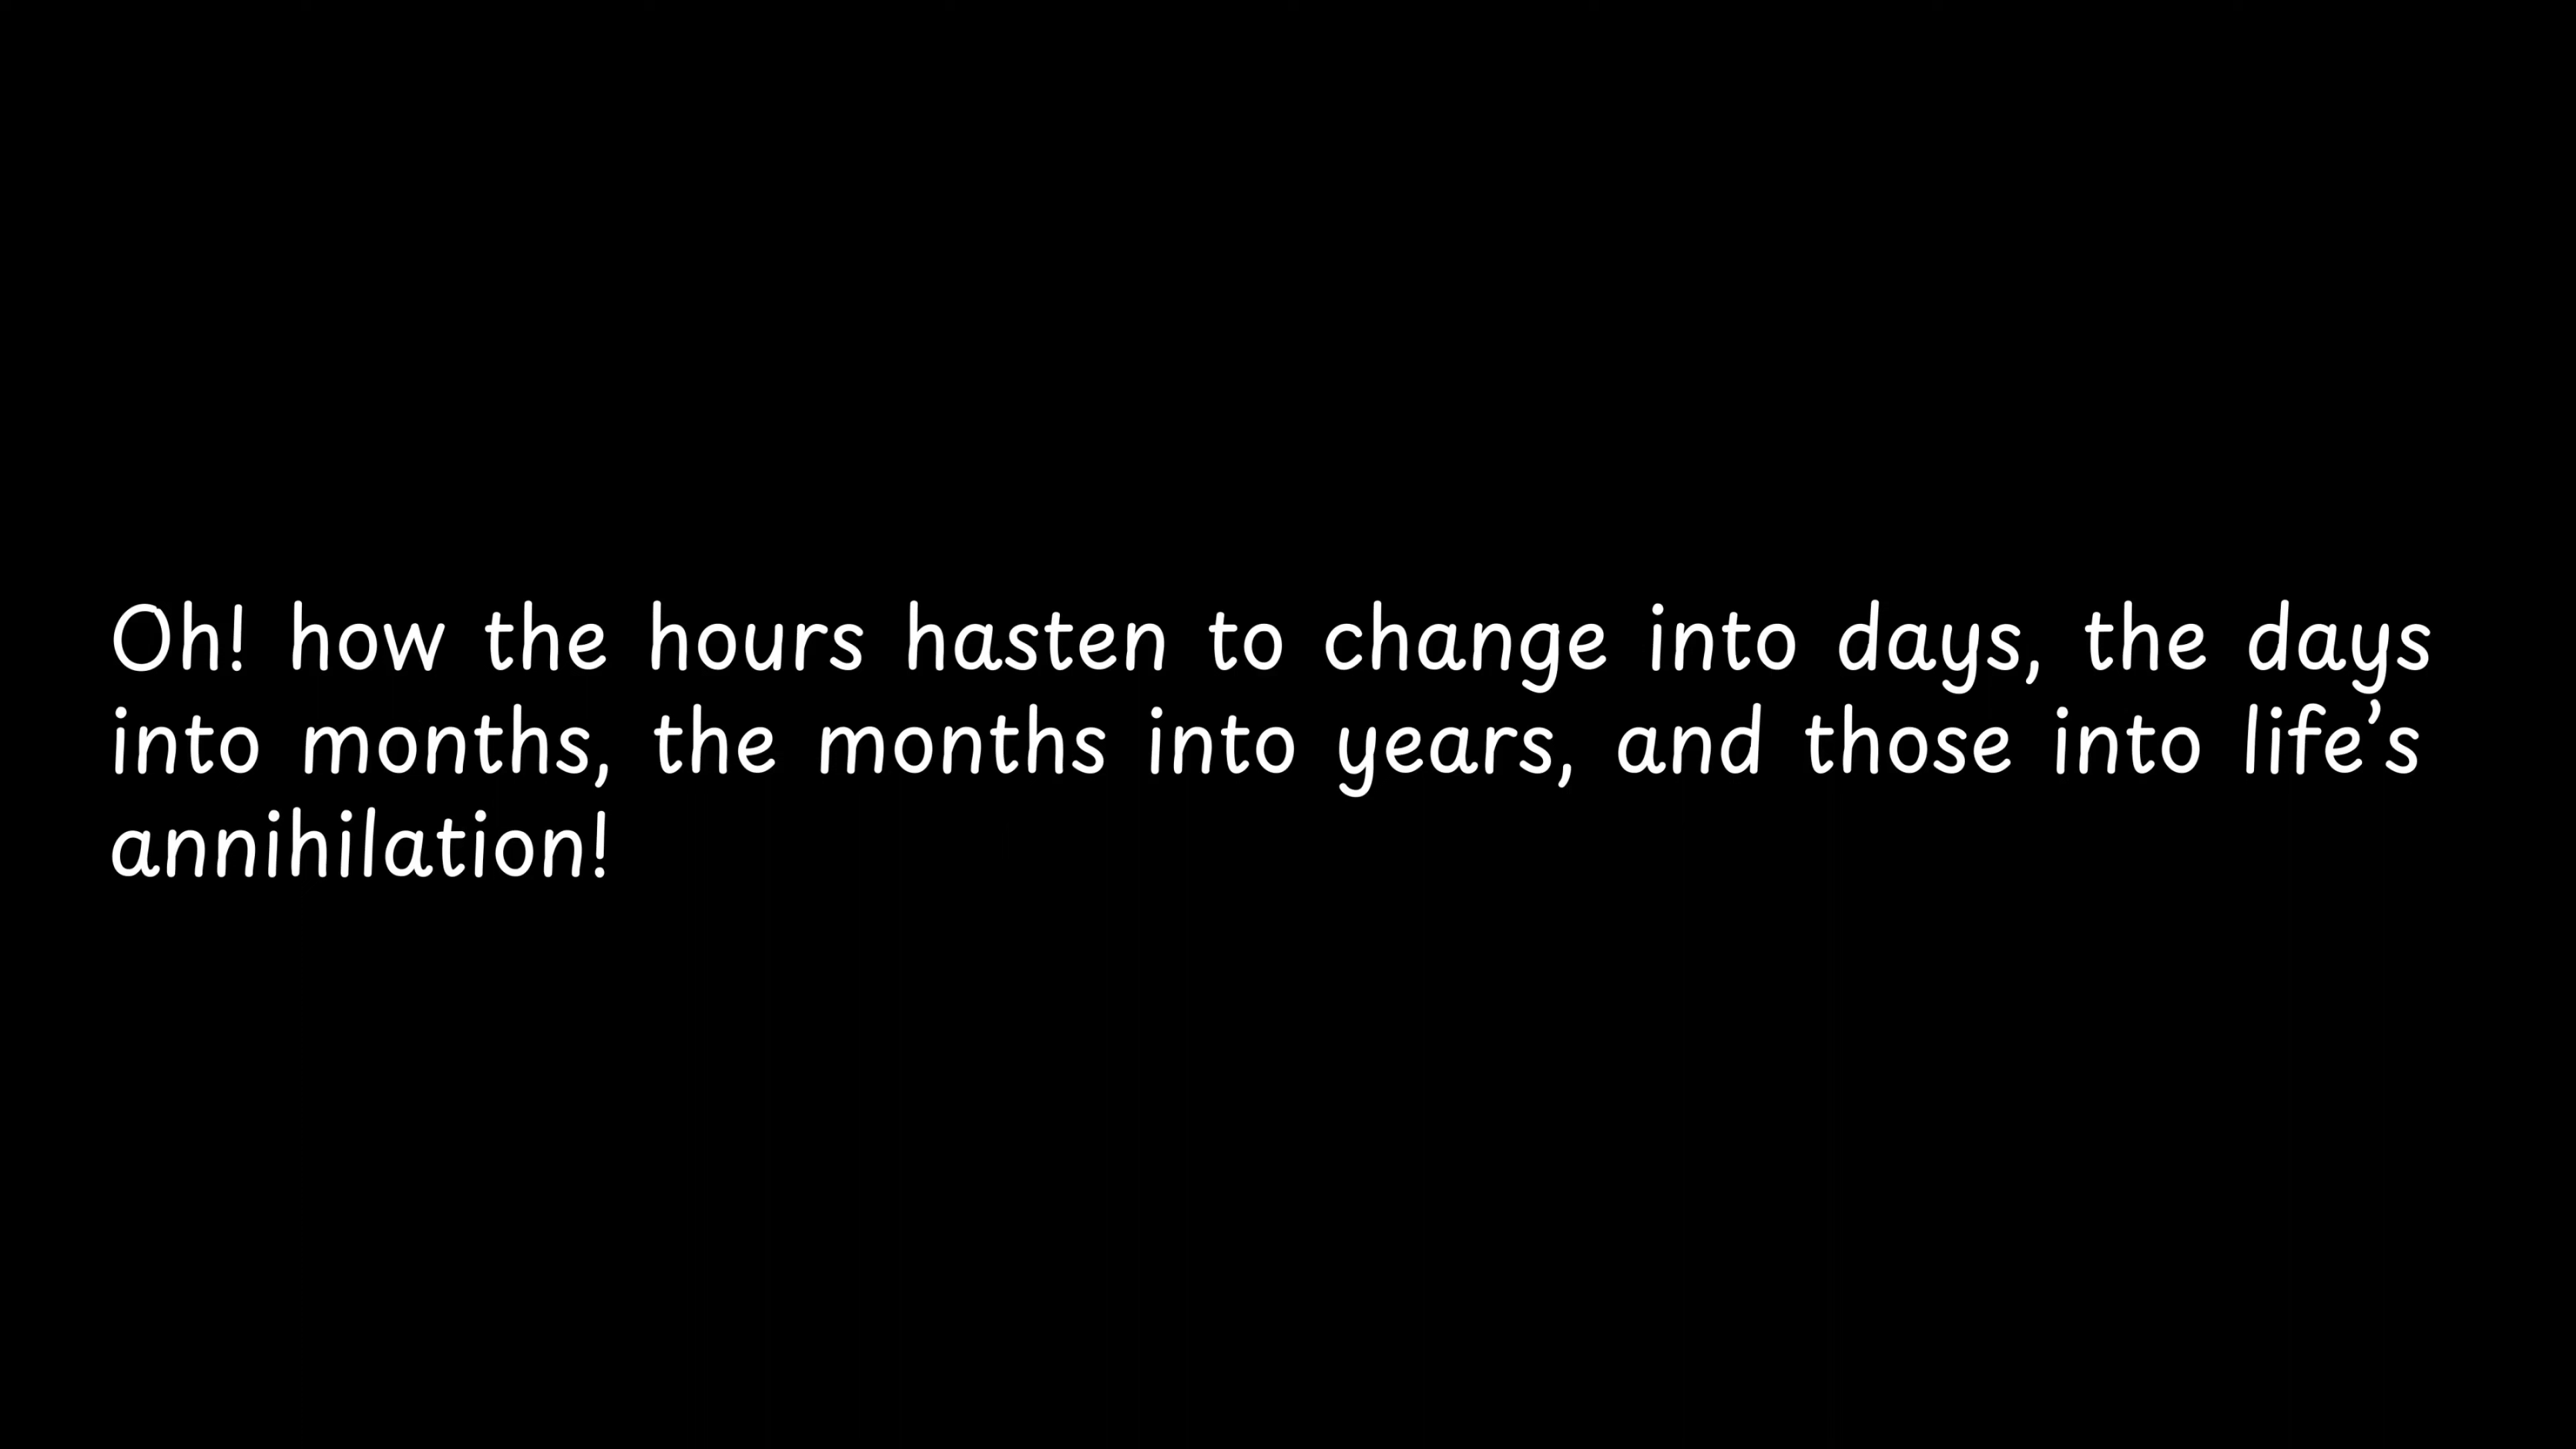 Oh! how the hours hasten to change into days, the days
into months, the months into years, and those into life’s
annihilation!